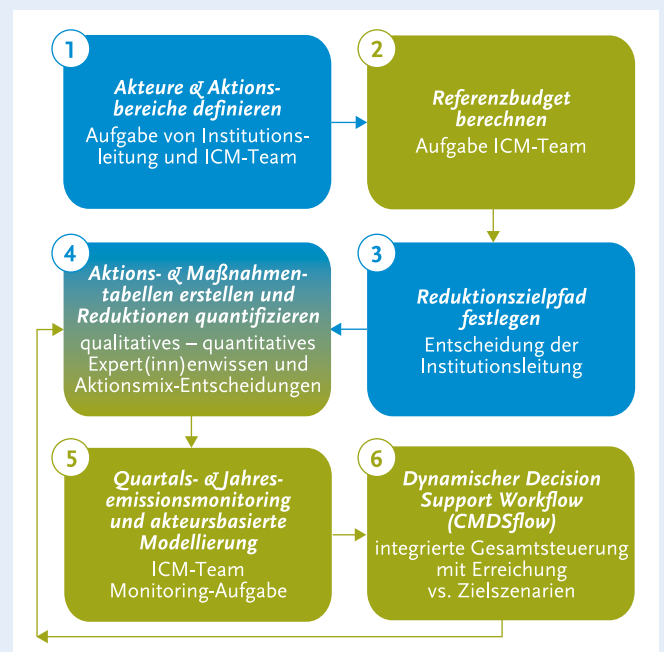 1
Akteure & Aktions-
bereiche definieren
Aufgabe von Institutions-
leitung und ICM-Team
2
Referenzbudget
berechnen
Aufgabe ICM-Team
3
Reduktionszielpfad
festlegen
Entscheidung der
Institutionsleitung
4
Aktions- & Maßnahmen-
tabellen erstellen und
Reduktionen quantifizieren
qualitatives – quantitatives
Expert(inn)enwissen und
Aktionsmix-Entscheidungen
5
Quartals- & Jahres-
emissionsmonitoring
und akteursbasierte
Modellierung
ICM-Team
Monitoring-Aufgabe
6
Dynamischer Decision
Support Workflow
(CMDSflow)
integrierte Gesamtsteuerung
mit Erreichung
vs. Zielszenarien